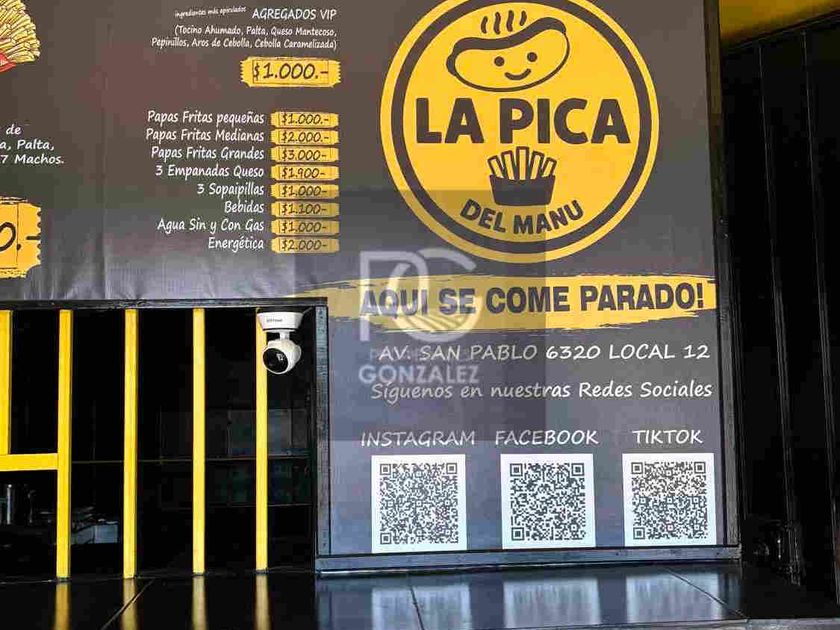 ingredientes mas apiculados AGREGADOS VIP
(Tocino Ahumado, Palta, Queso Mantecoso,
Pepinillos, Aros de Cebolla, Cebolla Caramelizada)
$1.000.-
Papas Fritas pequeñas $1.000.-
Papas Fritas Medianas $2.000.-
Papas Fritas Grandes $3.000.-
3 Empanadas Queso $1.900.-
3 Sopaipillas $1.000.-
Bebidas $1.100.-
Agua Sin y Con Gas $1.000.-
Energética $2.000.-
de
a, Palta,
7 Machos.
0.-
LA PICA
DEL MANU
AQUI SE COME PARADO!
AV. SAN PABLO 6320 LOCAL 12
Síguenos en nuestras Redes Sociales
INSTAGRAM FACEBOOK TIKTOK
PG
GONZALEZ